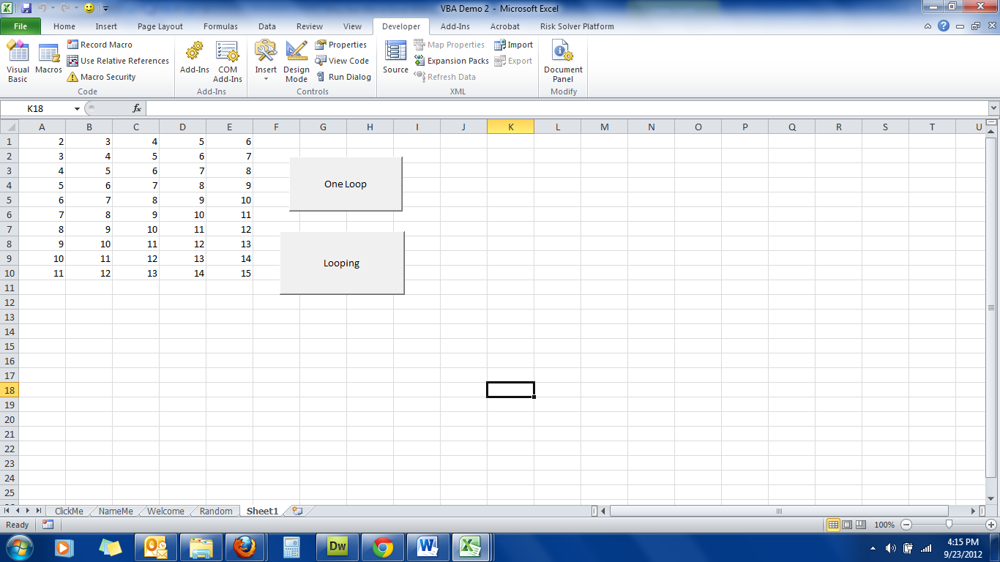 VBA Demo 2 - Microsoft Excel
File Home Insert Page Layout Formulas Data Review View Developer Add-Ins Acrobat Risk Solver Platform
Visual Basic
Macros
Record Macro
Use Relative References
Macro Security
Code
Add-Ins
COM Add-Ins
Add-Ins
Insert
Design Mode
Properties
View Code
Run Dialog
Controls
Source
Map Properties
Expansion Packs
Refresh Data
Import
Export
XML
Document Panel
Modify
K18 fx
A B C D E F G H I J K L M N O P Q R S T U
1 2 3 4 5 6
2 3 4 5 6 7
3 4 5 6 7 8
4 5 6 7 8 9
5 6 7 8 9 10
6 7 8 9 10 11
7 8 9 10 11 12
8 9 10 11 12 13
9 10 11 12 13 14
10 11 12 13 14 15
One Loop
Looping
11
12
13
14
15
16
17
18
19
20
21
22
23
24
25
ClickMe NameMe Welcome Random Sheet1
Ready 100%
Dw
4:15 PM
9/23/2012